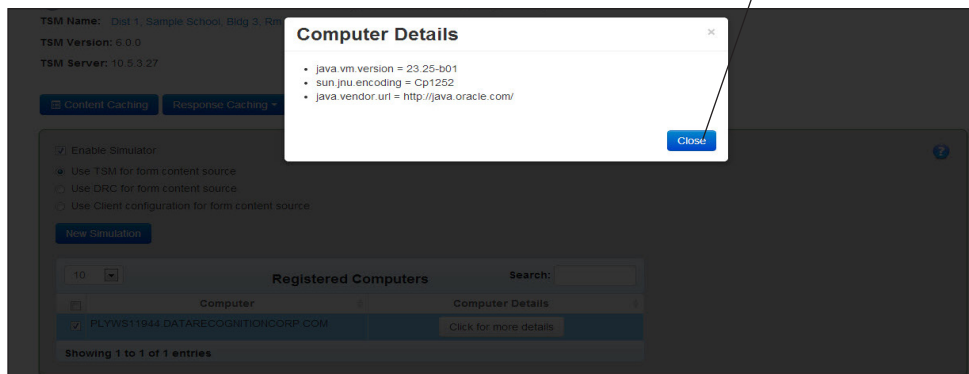 TSM Name: Dist 1, Sample School, Bldg 3, Rm
TSM Version: 6.0.0
TSM Server: 10.5.3.27
Computer Details
×
• java.vm.version = 23.25-b01
• sun.jnu.encoding = Cp1252
• java.vendor.url = http://java.oracle.com/
Close
Content Caching Response Caching
Enable Simulator
?
Use TSM for form content source
Use DRC for form content source
Use Client configuration for form content source
New Simulation
10 Registered Computers Search:
Computer Computer Details
PLYWS11944.DATARECOGNITIONCORP.COM Click for more details
Showing 1 to 1 of 1 entries